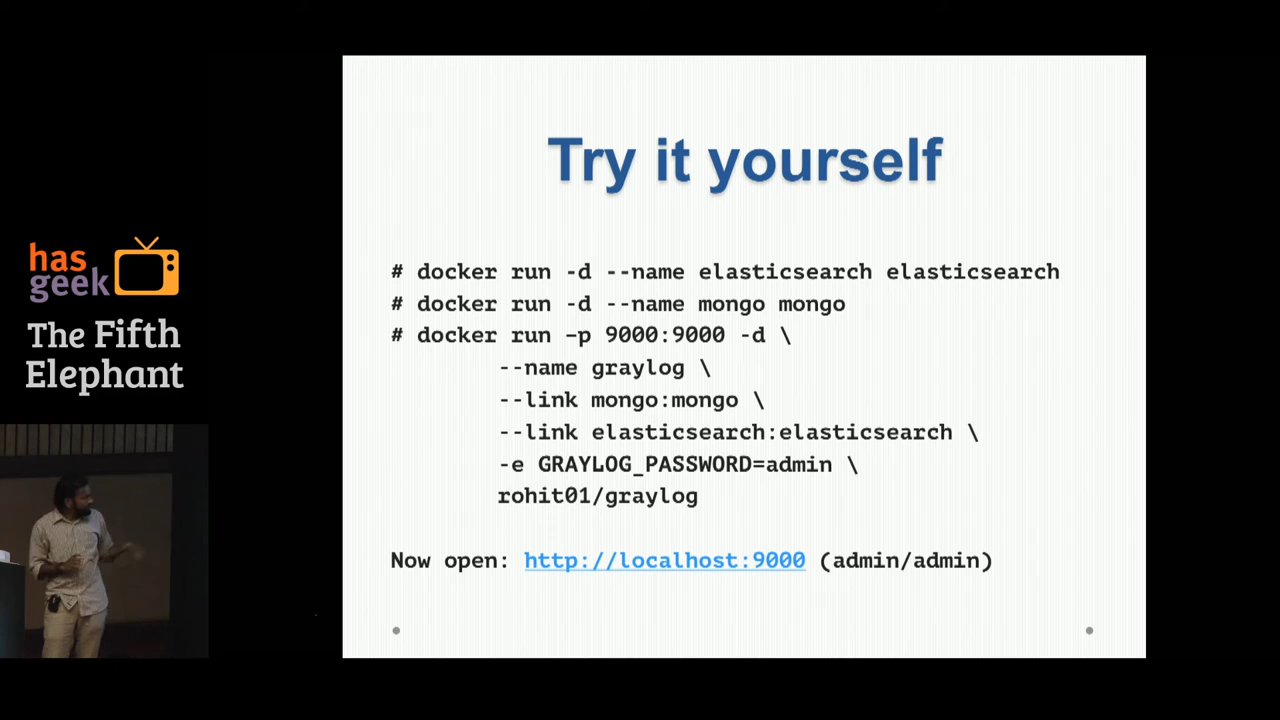 Try it yourself
# docker run -d --name elasticsearch elasticsearch
# docker run -d --name mongo mongo
# docker run –p 9000:9000 -d \
--name graylog \
--link mongo:mongo \
--link elasticsearch:elasticsearch \
-e GRAYLOG_PASSWORD=admin \
rohit01/graylog
Now open: http://localhost:9000 (admin/admin)
has
geek
The Fifth
Elephant